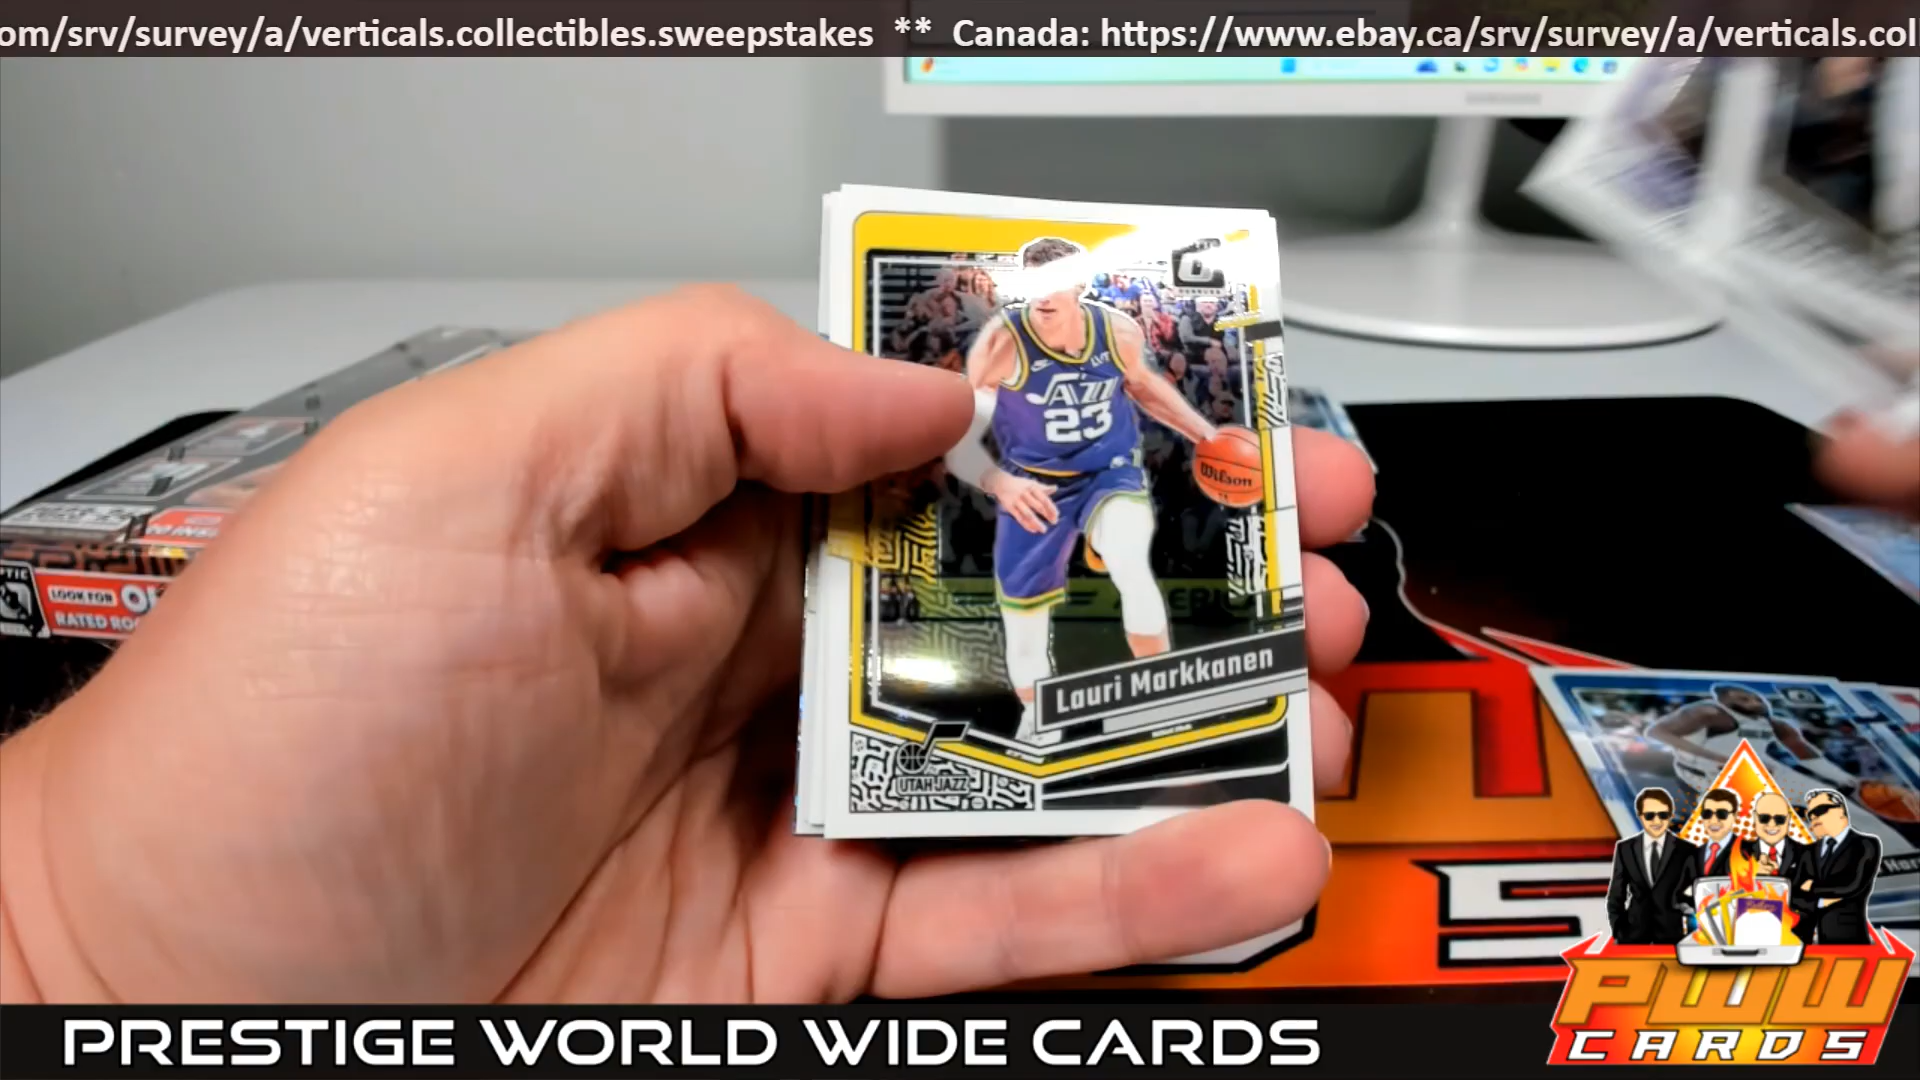 om/srv/survey/a/verticals.collectibles.sweepstakes ** Canada: https://www.ebay.ca/srv/survey/a/verticals.col
JAZZ
23
Wilson
Lauri Markkanen
UTAH JAZZ
LOOK FOR
RATED RO
PRESTIGE WORLD WIDE CARDS
PWW
CARDS